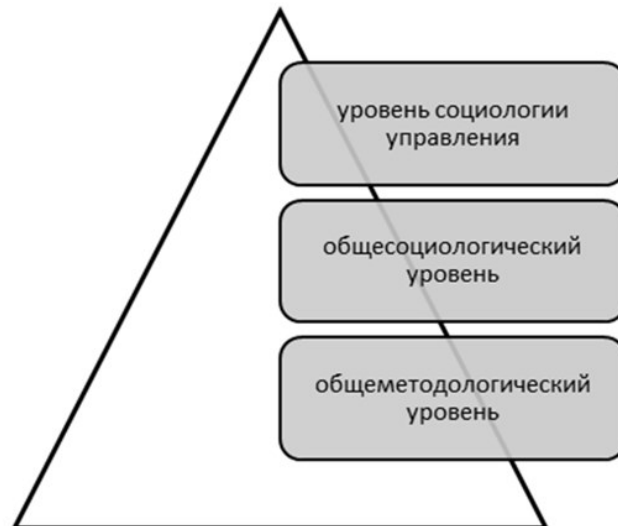 уровень социологии
управления
общесоциологический
уровень
общеметодологический
уровень